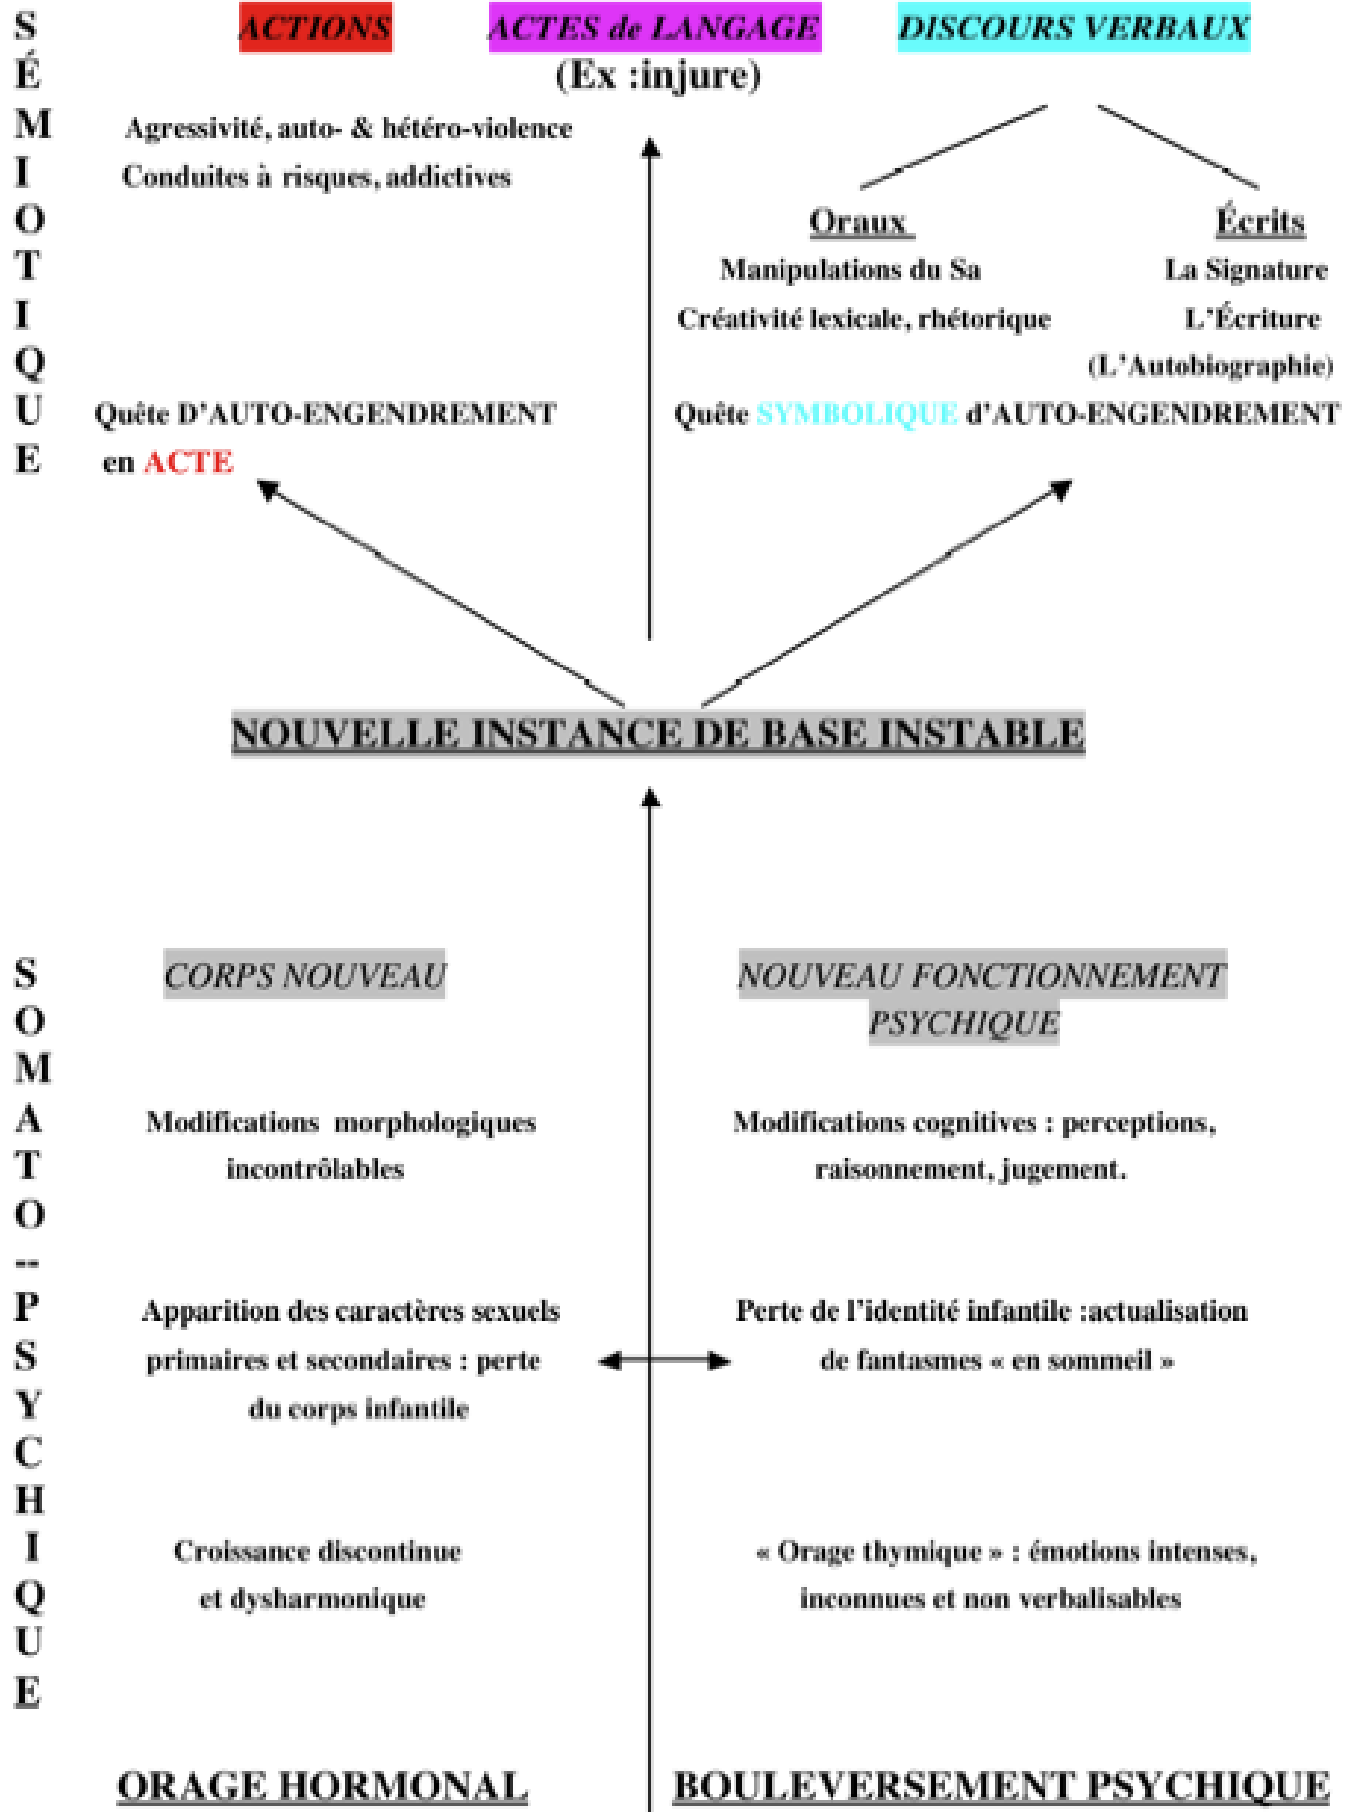 SÉMIOTIQUE
ACTIONS ACTES de LANGAGE DISCOURS VERBAUX
(Ex :injure)
Agressivité, auto- & hétéro-violence
Conduites à risques, addictives
Oraux Écrits
Manipulations du Sa La Signature
Créativité lexicale, rhétorique L'Écriture
(L'Autobiographie)
Quête D'AUTO-ENGENDREMENT Quête SYMBOLIQUE d'AUTO-ENGENDREMENT
en ACTE
NOUVELLE INSTANCE DE BASE INSTABLE
SOMATO--PSYCHIQUE
CORPS NOUVEAU NOUVEAU FONCTIONNEMENT
PSYCHIQUE
Modifications morphologiques Modifications cognitives : perceptions,
incontrôlables raisonnement, jugement.
Apparition des caractères sexuels Perte de l'identité infantile :actualisation
primaires et secondaires : perte de fantasmes « en sommeil »
du corps infantile
Croissance discontinue « Orage thymique » : émotions intenses,
et dysharmonique inconnues et non verbalisables
ORAGE HORMONAL BOULEVERSEMENT PSYCHIQUE